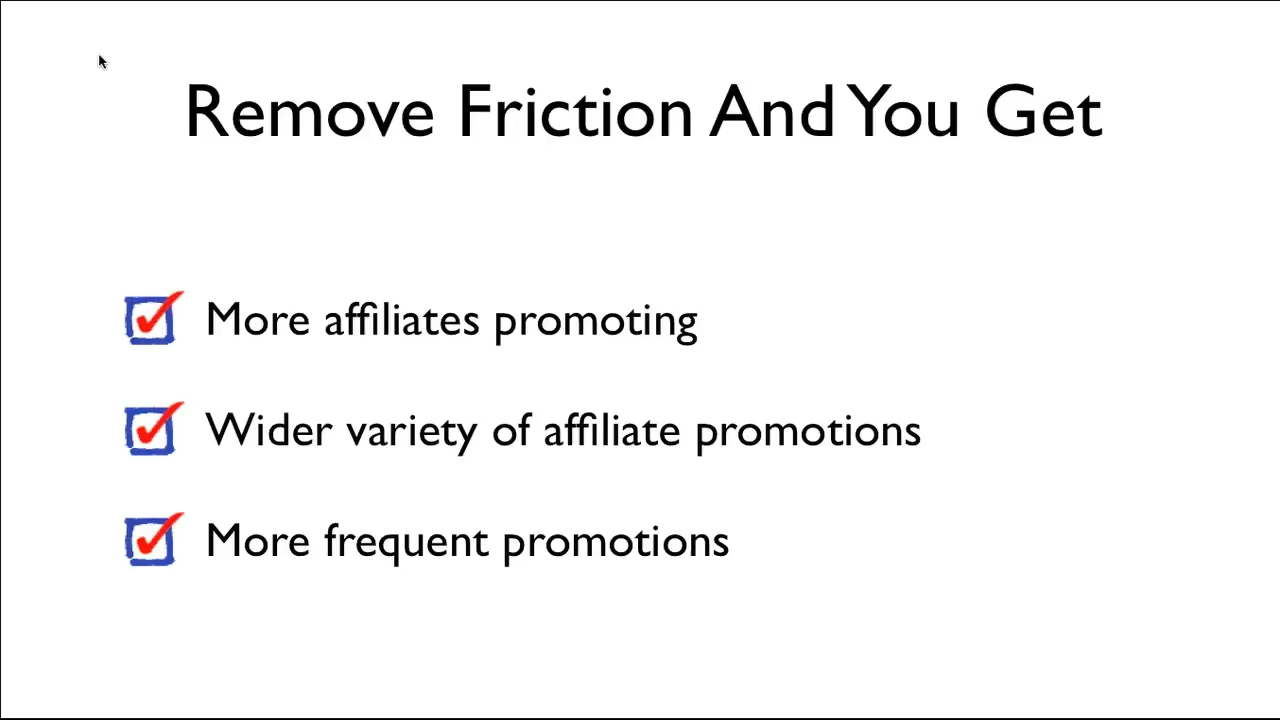 Remove Friction And You Get
More affiliates promoting
Wider variety of affiliate promotions
More frequent promotions